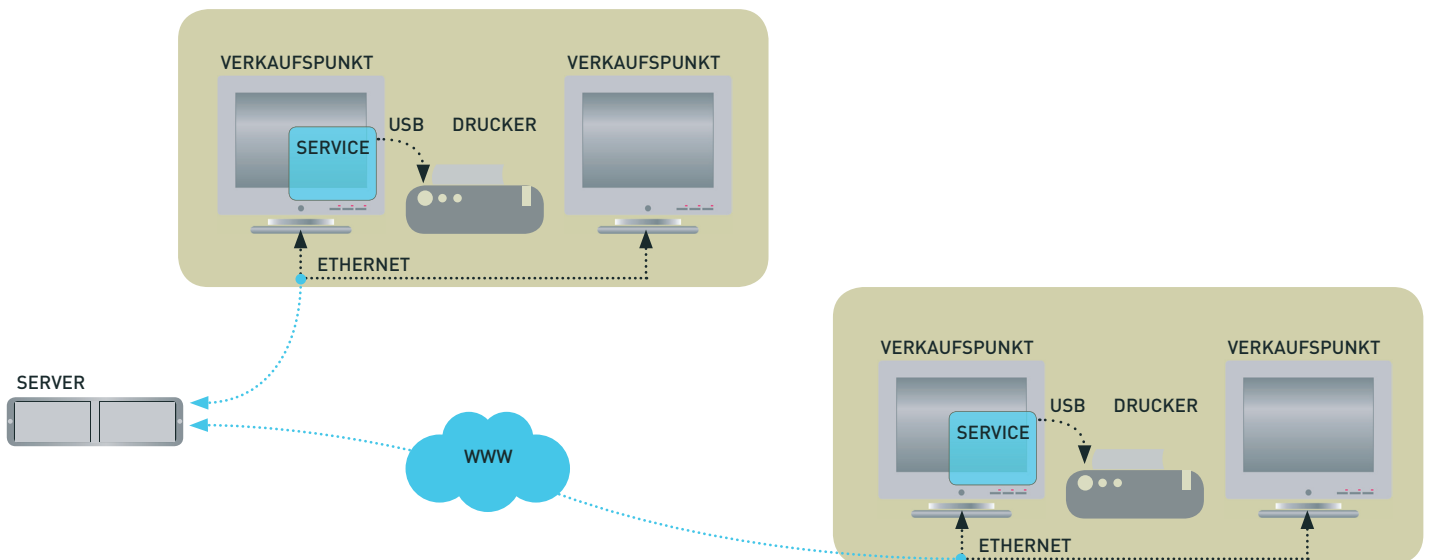 VERKAUFSPUNKT
VERKAUFSPUNKT
USB
DRUCKER
SERVICE
ETHERNET
SERVER
WWW
VERKAUFSPUNKT
VERKAUFSPUNKT
USB
DRUCKER
SERVICE
ETHERNET